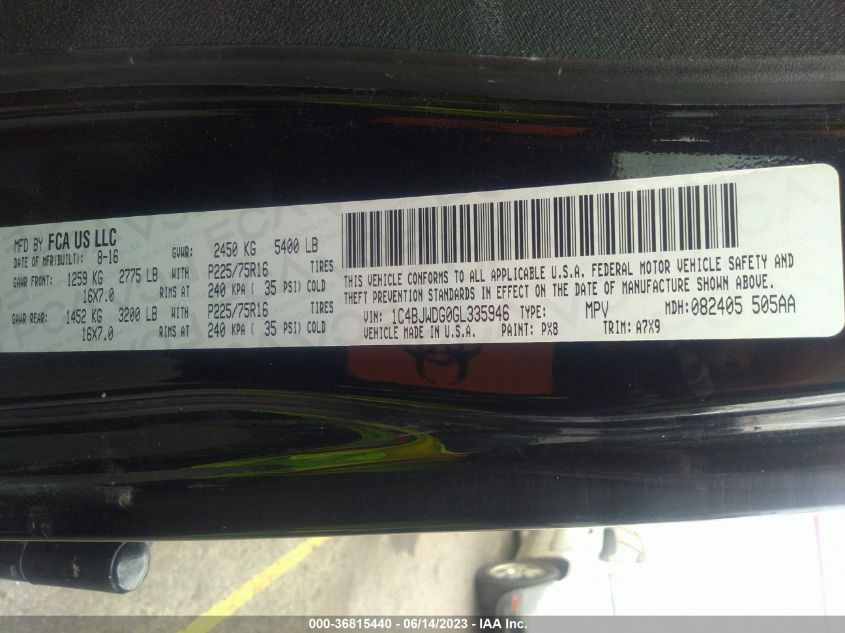 MFD BY FCA US LLC
DATE OF MFR(BUILT): 8-16 GVWR: 2450 KG 5400 LB
GAWR FRONT: 1259 KG 2775 LB WITH P225/75R16 TIRES
16X7.0 RIMS AT 240 KPA ( 35 PSI) COLD
GAWR REAR: 1452 KG 3200 LB WITH P225/75R16 TIRES
16X7.0 RIMS AT 240 KPA ( 35 PSI) COLD
THIS VEHICLE CONFORMS TO ALL APPLICABLE U.S.A. FEDERAL MOTOR VEHICLE SAFETY AND
THEFT PREVENTION STANDARDS IN EFFECT ON THE DATE OF MANUFACTURE SHOWN ABOVE.
VIN: 1C4BJWDG0GL335946 TYPE: MPV MDH:082405 505AA
VEHICLE MADE IN U.S.A. PAINT: PX8 TRIM: A7X9
000-36815440 - 06/14/2023 - IAA Inc.